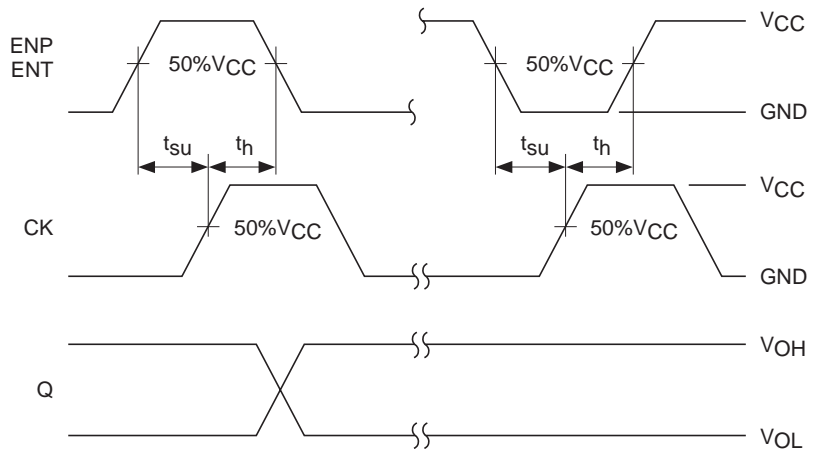 ENP
ENT
50%VCC
50%VCC
VCC
GND
tsu
th
tsu
th
CK
50%VCC
50%VCC
VCC
GND
Q
VOH
VOL